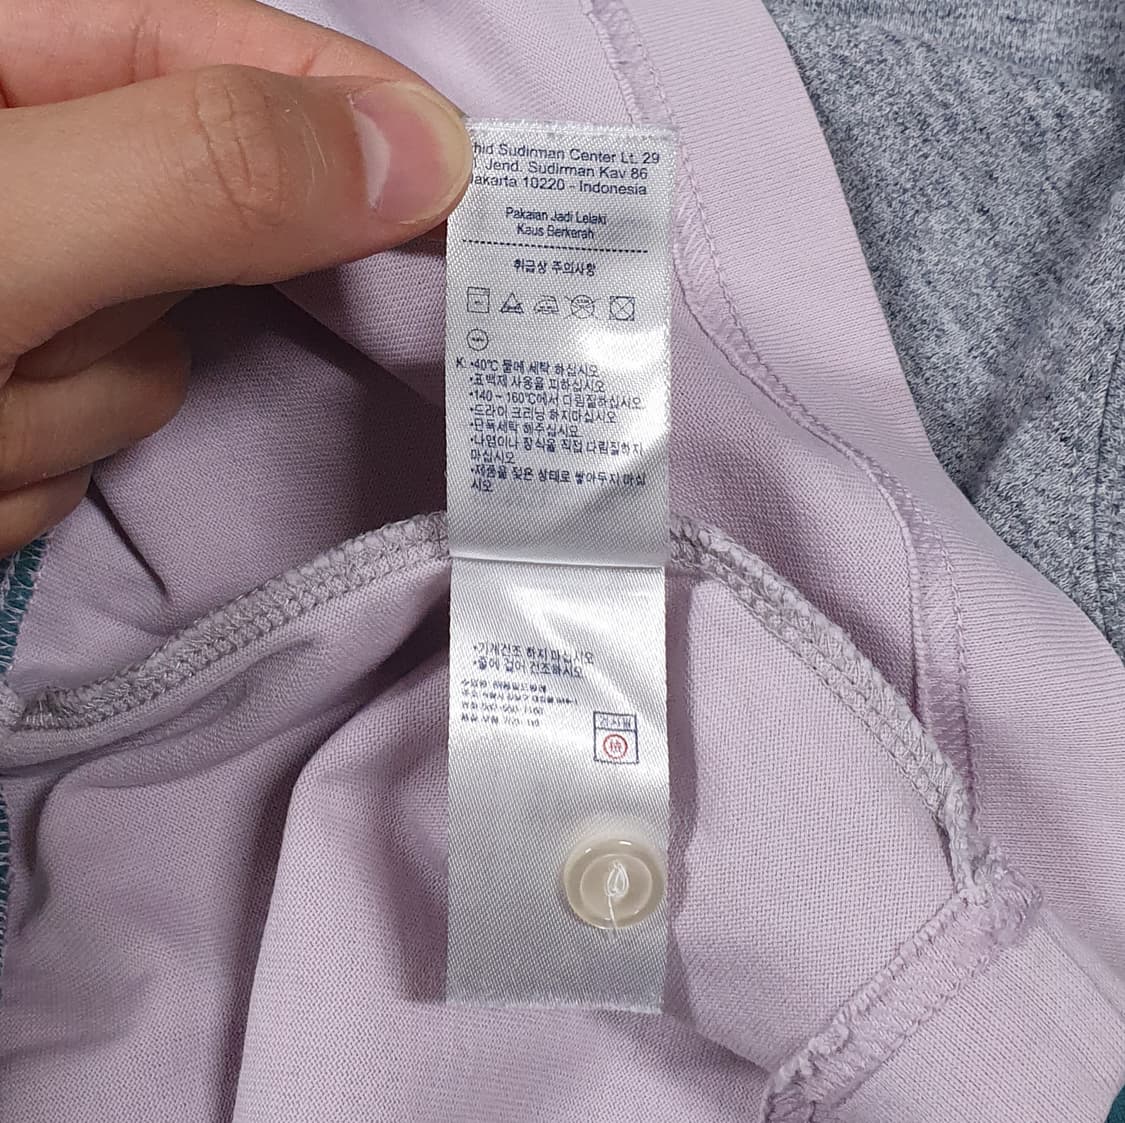 hid Sudirman Center Lt. 29
. Jend. Sudirman Kav 86
akarta 10220 - Indonesia
Pakaian Jadi Lelaki
Kaus Berkerah
취급상 주의사항
K. •40℃ 물에 세탁 하십시오
•표백제 사용을 피하십시오
•140 ~ 160℃에서 다림질하십시오.
•드라이 크리닝 하지마십시오
•단독세탁 해주십시오
•나염이나 장식을 직접 다림질하지
마십시오
•제품을 젖은 상태로 쌓아두지 마십
시오
•기계건조 하지 마십시오
•줄에 걸어 건조하시오
검사필